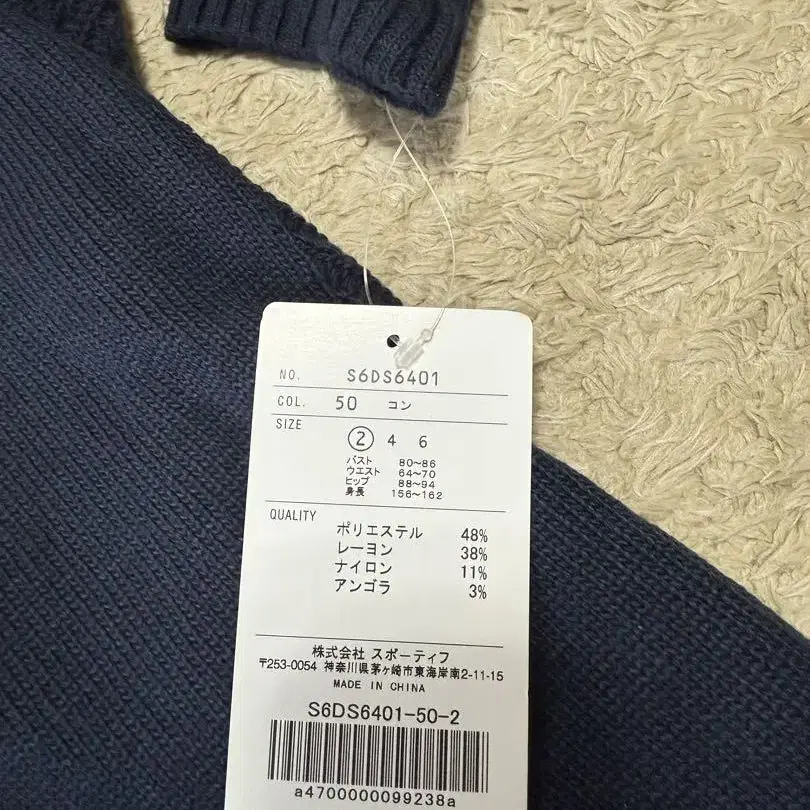 NO. S6DS6401
COL. 50 コン
SIZE
② 4 6
バスト 80~86
ウエスト 64~70
ヒップ 88~94
身長 156~162
QUALITY
ポリエステル 48%
レーヨン 38%
ナイロン 11%
アンゴラ 3%
株式会社 スポーティフ
〒253-0054 神奈川県茅ヶ崎市東海岸南2-11-15
MADE IN CHINA
S6DS6401-50-2
a4700000099238a